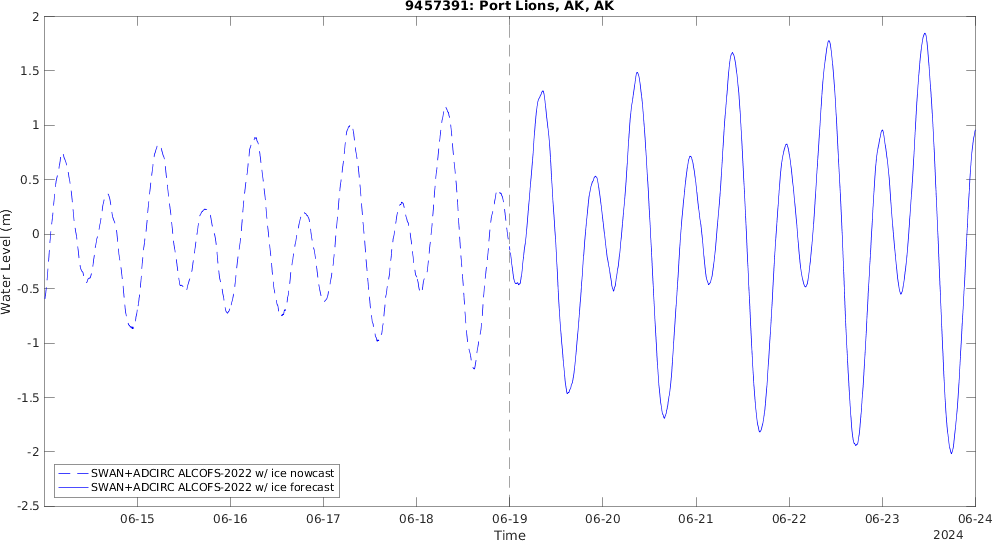 9457391: Port Lions, AK, AK
2
1.5
1
0.5
0
-0.5
-1
-1.5
-2
-2.5
Water Level (m)
SWAN+ADCIRC ALCOFS-2022 w/ ice nowcast
SWAN+ADCIRC ALCOFS-2022 w/ ice forecast
06-15 06-16 06-17 06-18 06-19 06-20 06-21 06-22 06-23 06-24
Time
2024